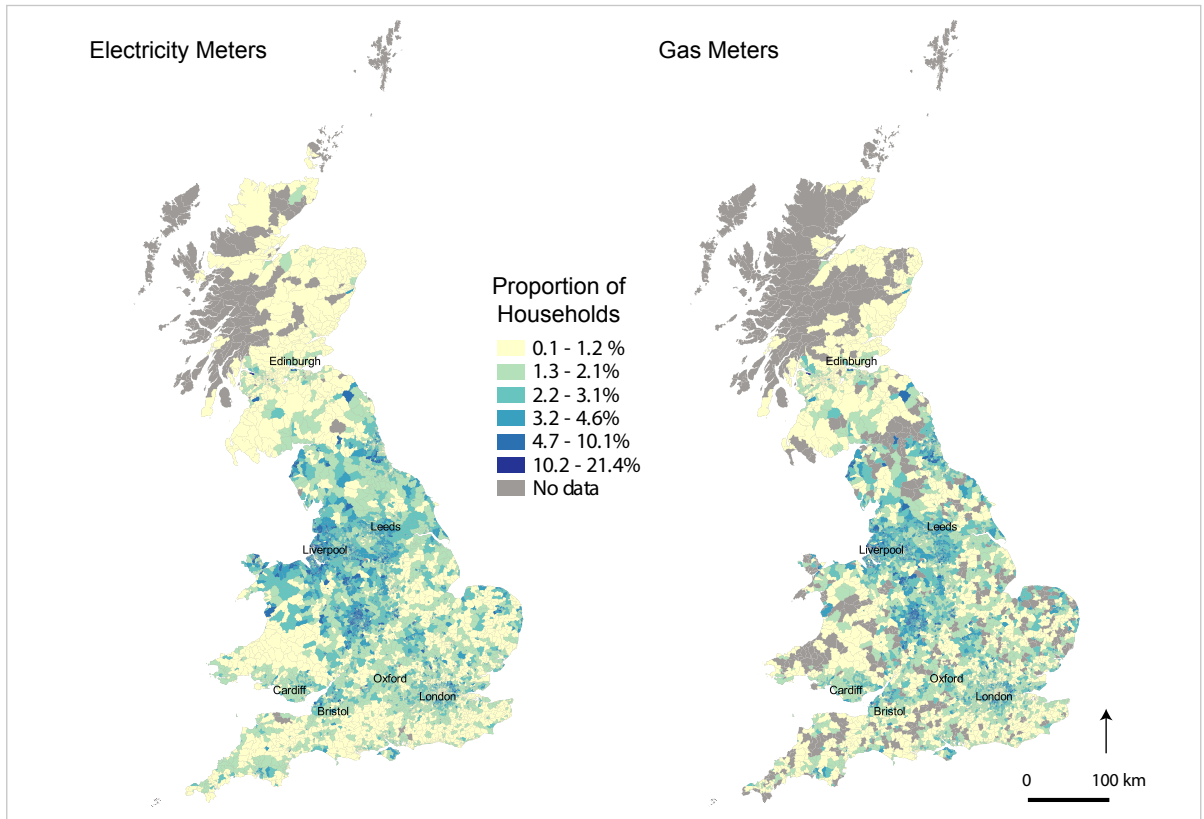 Electricity Meters
Gas Meters
Proportion of
Households
0.1 - 1.2 %
1.3 - 2.1%
2.2 - 3.1%
3.2 - 4.6%
4.7 - 10.1%
10.2 - 21.4%
No data
Edinburgh
Leeds
Liverpool
Oxford
Cardiff
London
Bristol
Edinburgh
Leeds
Liverpool
Oxford
Cardiff
London
Bristol
0 100 km